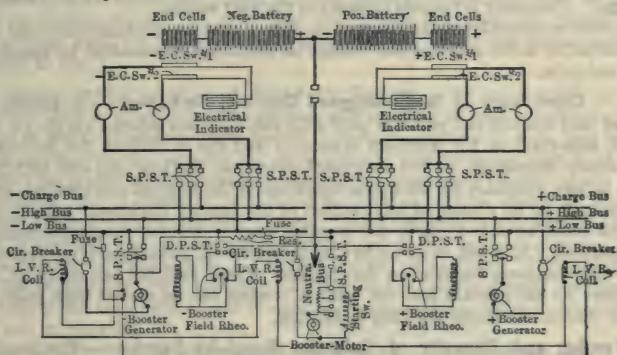 End Cells Neg. Battery Pos. Battery End Cells
- + - +
- E.C.Sw.#1 + E.C.Sw.#1
- E.C.Sw.#2 + E.C.Sw.#2
Am. Am.
Electrical Indicator
Electrical Indicator
S.P.S.T. S.P.S.T. S.P.S.T. S.P.S.T.
- Charge Bus + Charge Bus
- High Bus + High Bus
- Low Bus + Low Bus
Fuse Fuse
Cir. Breaker S.P.S.T. D.P.S.T. Res. Cir. Breaker S.P.S.T. D.P.S.T. S.P.S.T. Cir. Breaker
L.V.R. Coil L.V.R. Coil Bus L.V.R. Coil
Starting Sw.
- Booster Generator
- Booster Field Rheo.
+ Booster Field Rheo.
+ Booster Generator
Booster-Motor